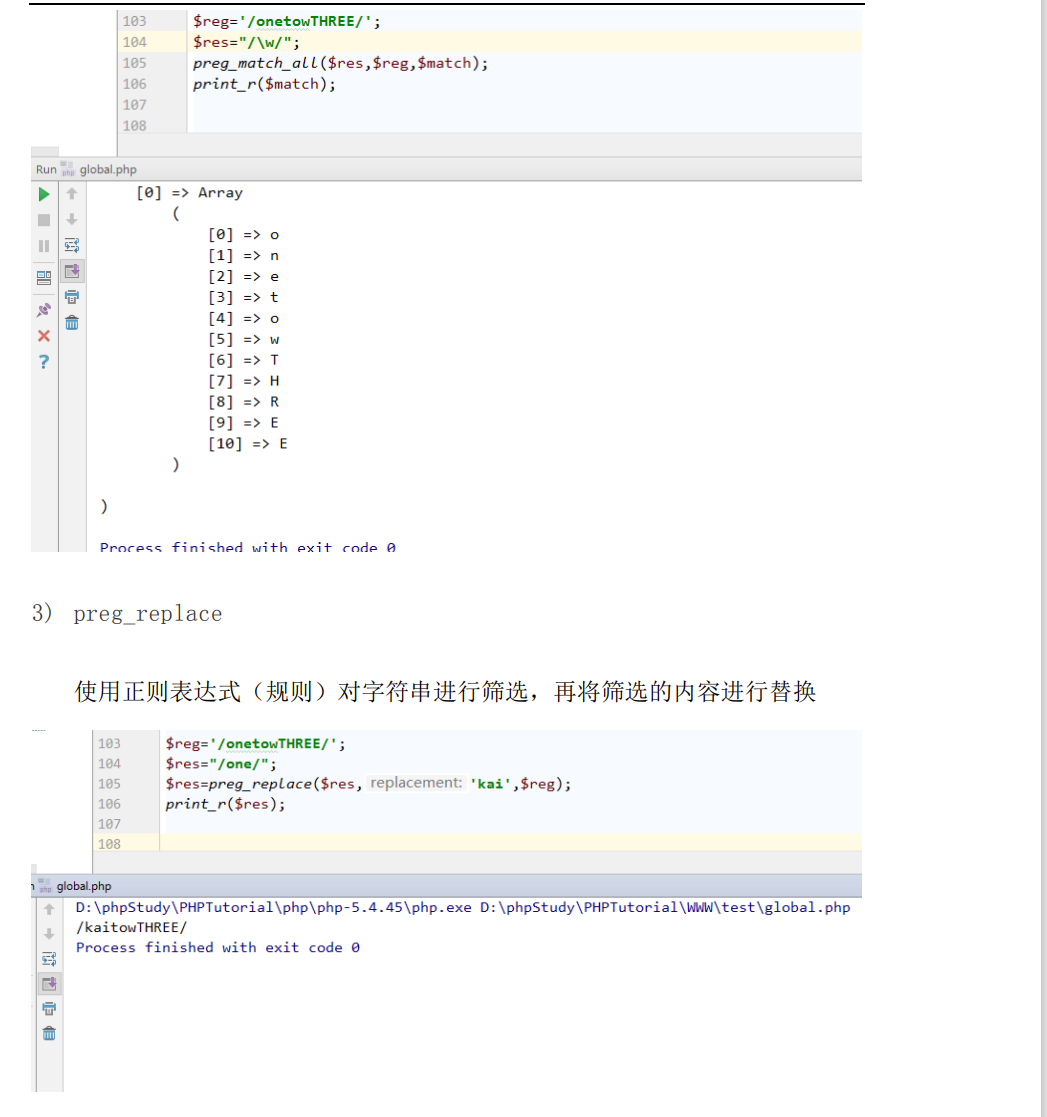 103 $reg='/onetowTHREE/';
104 $res="/\w/";
105 preg_match_all($res,$reg,$match);
106 print_r($match);
107
108
Run global.php
[0] => Array
(
[0] => o
[1] => n
[2] => e
[3] => t
[4] => o
[5] => w
[6] => T
[7] => H
[8] => R
[9] => E
[10] => E
)
)
Process finished with exit code 0
3) preg_replace
使用正则表达式（规则）对字符串进行筛选，再将筛选的内容进行替换
103 $reg='/onetowTHREE/';
104 $res="/one/";
105 $res=preg_replace($res, replacement: 'kai',$reg);
106 print_r($res);
107
108
global.php
D:\phpStudy\PHPTutorial\php\php-5.4.45\php.exe D:\phpStudy\PHPTutorial\WWW\test\global.php
/kaitowTHREE/
Process finished with exit code 0